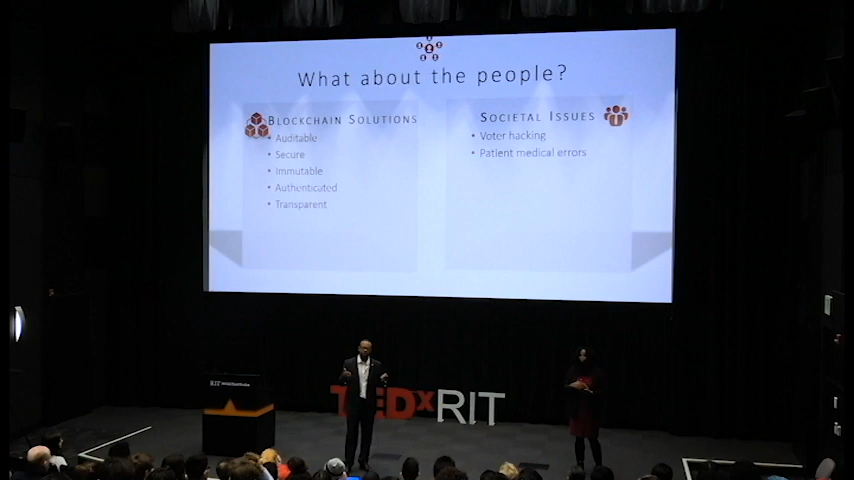 What about the people?
Blockchain Solutions
• Auditable
• Secure
• Immutable
• Authenticated
• Transparent
Societal Issues
• Voter hacking
• Patient medical errors
RIT
TEDxRIT